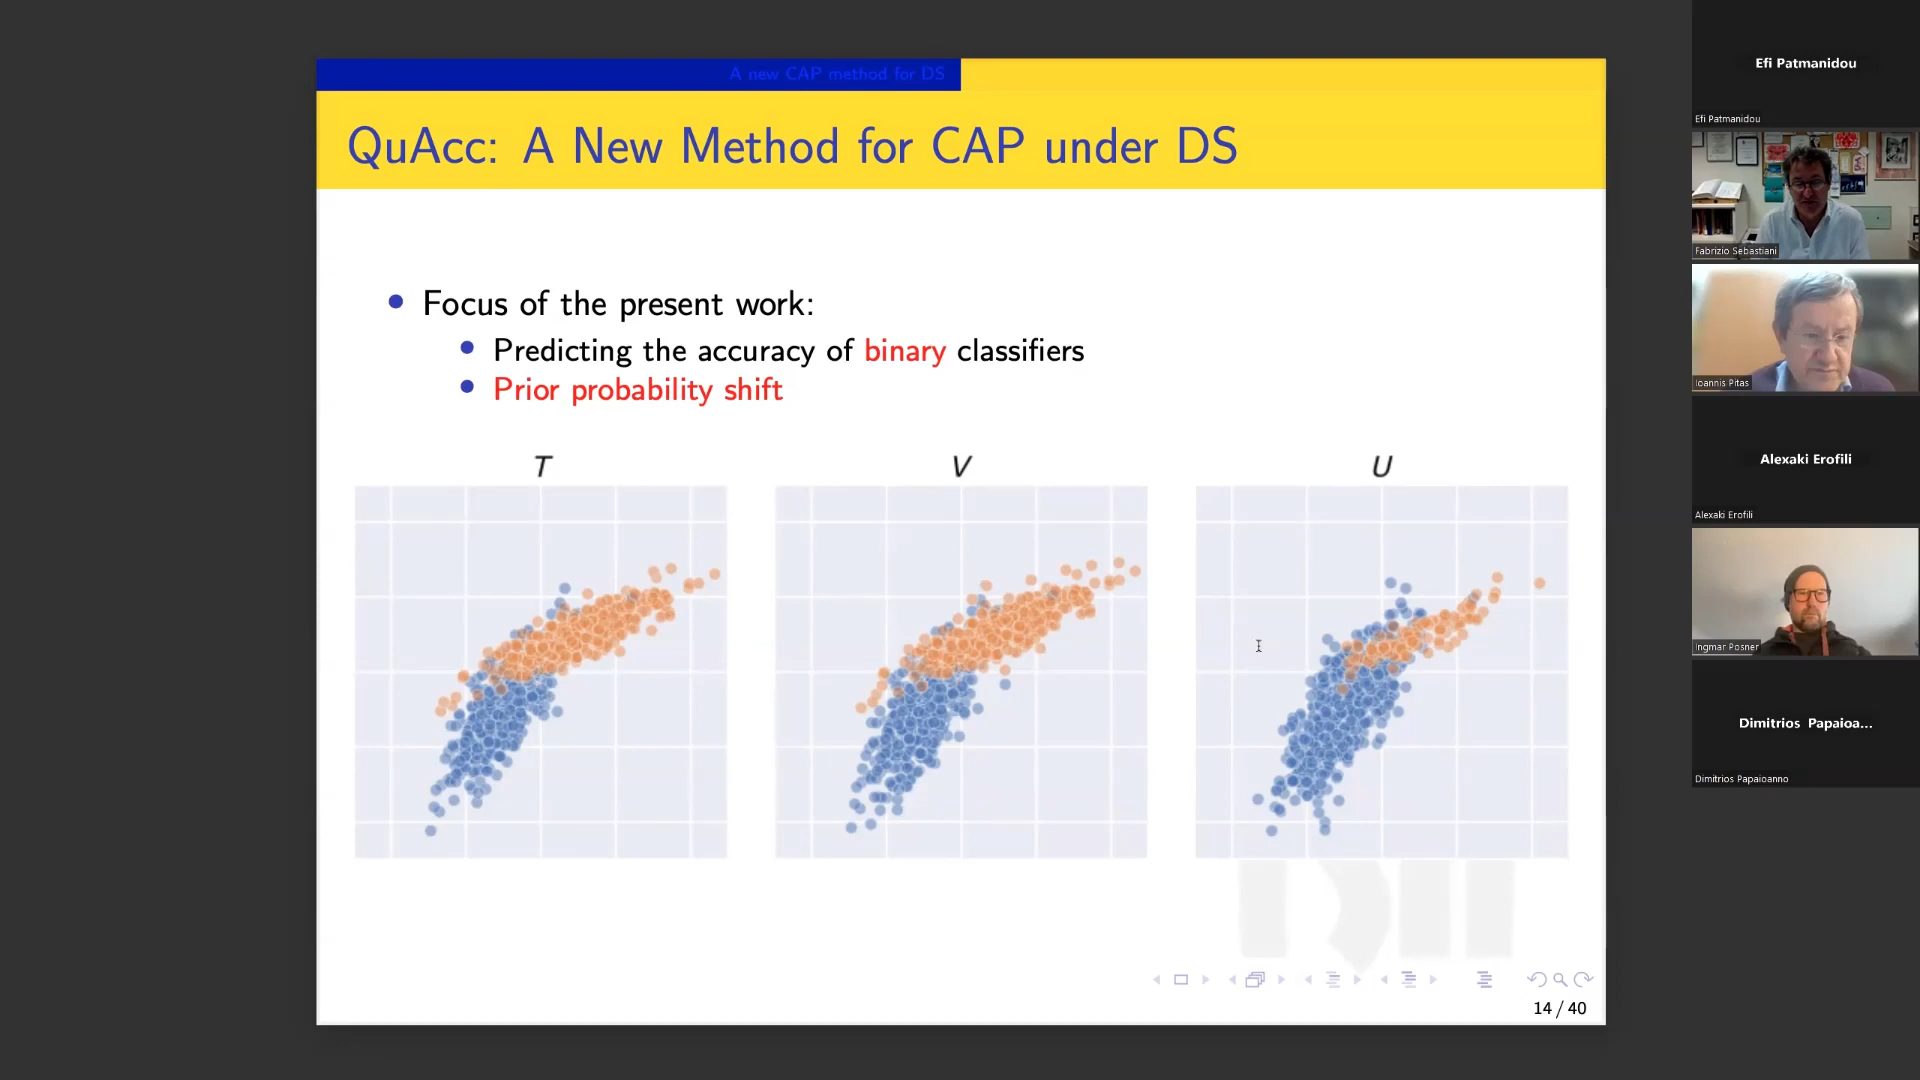 A new CAP method for DS
QuAcc: A New Method for CAP under DS
Focus of the present work:
Predicting the accuracy of binary classifiers
Prior probability shift
T
V
U
14 / 40
Efi Patmanidou
Efi Patmanidou
Fabrizio Sebastiani
Ioannis Pitas
Alexaki Erofili
Alexaki Erofili
Ingmar Posner
Dimitrios Papaioa...
Dimitrios Papaioanno